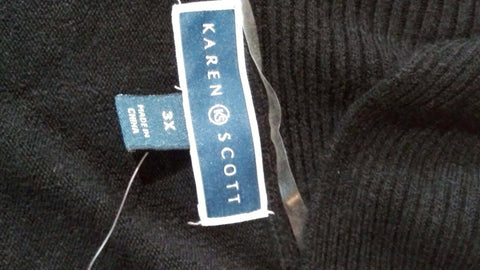 KAREN KS SCOTT
3X
MADE IN
CHINA